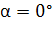 α = 0°